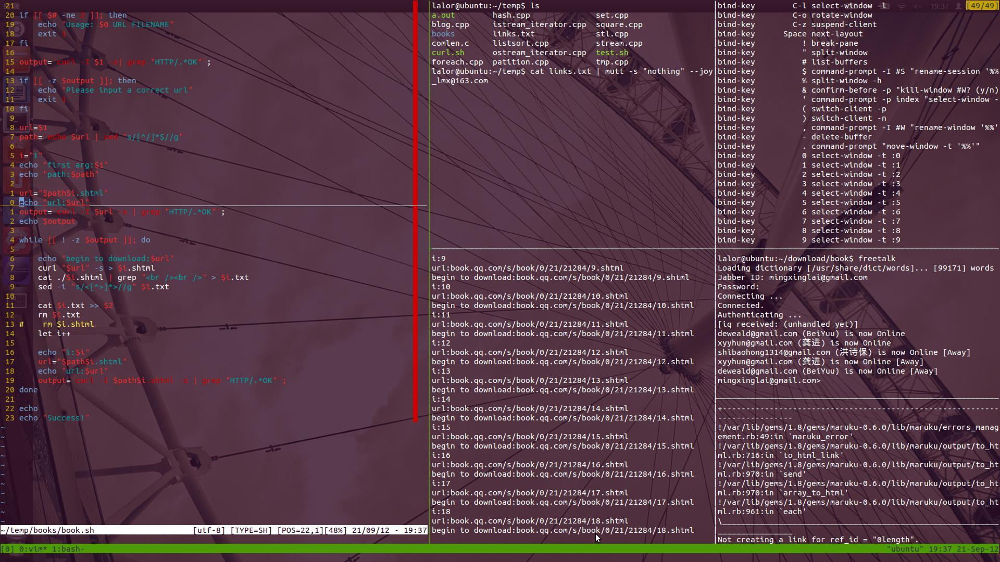 21
20 if [[ $# -ne 2 ]]; then
19     echo "Usage: $0 URL FILENAME"
18     exit 1
17 fi
16
15 output=`curl -I $1 -s| grep "HTTP/.*OK"`;
14
13 if [[ -z $output ]]; then
12     echo "Please input a correct url"
11     exit 1
10 fi
9
8 url=$1
7 path=`echo $url | sed "s/[^/]*$//g"`
6
5 i="1"
4 echo "first arg:$1"
3 echo "path:$path"
2
1 url="$path$i.shtml"
0 echo "url:$url"
1 output=`curl -I $url -s | grep "HTTP/.*OK"`;
2 echo $output
3
4 while [[ ! -z $output ]]; do
5
6     echo "begin to download:$url"
7     curl "$url" -s > $i.shtml
8     cat ./$i.shtml | grep "<br /><br />" > $i.txt
9     sed -i "s/<[^>]*>//g" $i.txt
10
11     cat $i.txt >> $2
12     rm $i.txt
13 #    rm $i.shtml
14     let i++
15
16     echo "i:$i"
17     url="$path$i.shtml"
18     echo "url:$url"
19     output=`curl -I $path$i.shtml -s | grep "HTTP/.*OK"`;
20 done
21
22 echo
23 echo "Success!"
~
~
~
~
~
~
~
~
~
~
~
~/temp/books/book.sh [utf-8] [TYPE=SH] [POS=22,1][48%] 21/09/12 - 19:37
lalor@ubuntu:~/temp$ ls
a.out hash.cpp set.cpp
blog.cpp istream_iterator.cpp square.cpp
books links.txt stl.cpp
comlen.c listsort.cpp stream.cpp
curl.sh ostream_iterator.cpp test.sh
foreach.cpp patition.cpp tmp.cpp
lalor@ubuntu:~/temp$ cat links.txt | mutt -s "nothing" --joy
_lmx@163.com
i:9
url:book.qq.com/s/book/0/21/21284/9.shtml
begin to download:book.qq.com/s/book/0/21/21284/9.shtml
i:10
url:book.qq.com/s/book/0/21/21284/10.shtml
begin to download:book.qq.com/s/book/0/21/21284/10.shtml
i:11
url:book.qq.com/s/book/0/21/21284/11.shtml
begin to download:book.qq.com/s/book/0/21/21284/11.shtml
i:12
url:book.qq.com/s/book/0/21/21284/12.shtml
begin to download:book.qq.com/s/book/0/21/21284/12.shtml
i:13
url:book.qq.com/s/book/0/21/21284/13.shtml
begin to download:book.qq.com/s/book/0/21/21284/13.shtml
i:14
url:book.qq.com/s/book/0/21/21284/14.shtml
begin to download:book.qq.com/s/book/0/21/21284/14.shtml
i:15
url:book.qq.com/s/book/0/21/21284/15.shtml
begin to download:book.qq.com/s/book/0/21/21284/15.shtml
i:16
url:book.qq.com/s/book/0/21/21284/16.shtml
begin to download:book.qq.com/s/book/0/21/21284/16.shtml
i:17
url:book.qq.com/s/book/0/21/21284/17.shtml
begin to download:book.qq.com/s/book/0/21/21284/17.shtml
i:18
url:book.qq.com/s/book/0/21/21284/18.shtml
begin to download:book.qq.com/s/book/0/21/21284/18.shtml
bind-key C-l select-window -l 19:37 [49/49]
bind-key C-o rotate-window
bind-key C-z suspend-client
bind-key Space next-layout
bind-key ! break-pane
bind-key " split-window
bind-key # list-buffers
bind-key $ command-prompt -I #S "rename-session '%%
bind-key % split-window -h
bind-key & confirm-before -p "kill-window #W? (y/n)
bind-key ' command-prompt -p index "select-window -
bind-key ( switch-client -p
bind-key ) switch-client -n
bind-key , command-prompt -I #W "rename-window '%%'
bind-key - delete-buffer
bind-key . command-prompt "move-window -t '%%'"
bind-key 0 select-window -t :0
bind-key 1 select-window -t :1
bind-key 2 select-window -t :2
bind-key 3 select-window -t :3
bind-key 4 select-window -t :4
bind-key 5 select-window -t :5
bind-key 6 select-window -t :6
bind-key 7 select-window -t :7
bind-key 8 select-window -t :8
bind-key 9 select-window -t :9
lalor@ubuntu:~/download/book$ freetalk
Loading dictionary [/usr/share/dict/words]... [99171] words
Jabber ID: mingxinglai@gmail.com
Password:
Connecting ...
Connected.
Authenticating ...
[iq received: (unhandled yet)]
deweald@gmail.com (BeiYuu) is now Online
xyyhun@gmail.com (龚进) is now Online
shibaohong1314@gmail.com (洪诗保) is now Online [Away]
xyyhun@gmail.com (龚进) is now Online [Away]
deweald@gmail.com (BeiYuu) is now Online [Away]
mingxinglai@gmail.com>
+-----------------------------------------------------------
----------------
!/var/lib/gems/1.8/gems/maruku-0.6.0/lib/maruku/errors_manag
ement.rb:49:in `maruku_error'
!/var/lib/gems/1.8/gems/maruku-0.6.0/lib/maruku/output/to_ht
ml.rb:716:in `to_html_link'
!/var/lib/gems/1.8/gems/maruku-0.6.0/lib/maruku/output/to_ht
ml.rb:970:in `send'
!/var/lib/gems/1.8/gems/maruku-0.6.0/lib/maruku/output/to_ht
ml.rb:970:in `array_to_html'
!/var/lib/gems/1.8/gems/maruku-0.6.0/lib/maruku/output/to_ht
ml.rb:961:in `each'
\___________________________________________________________
________________
Not creating a link for ref_id = "0length".
[0] 0:vim* 1:bash- "ubuntu" 19:37 21-Sep-12